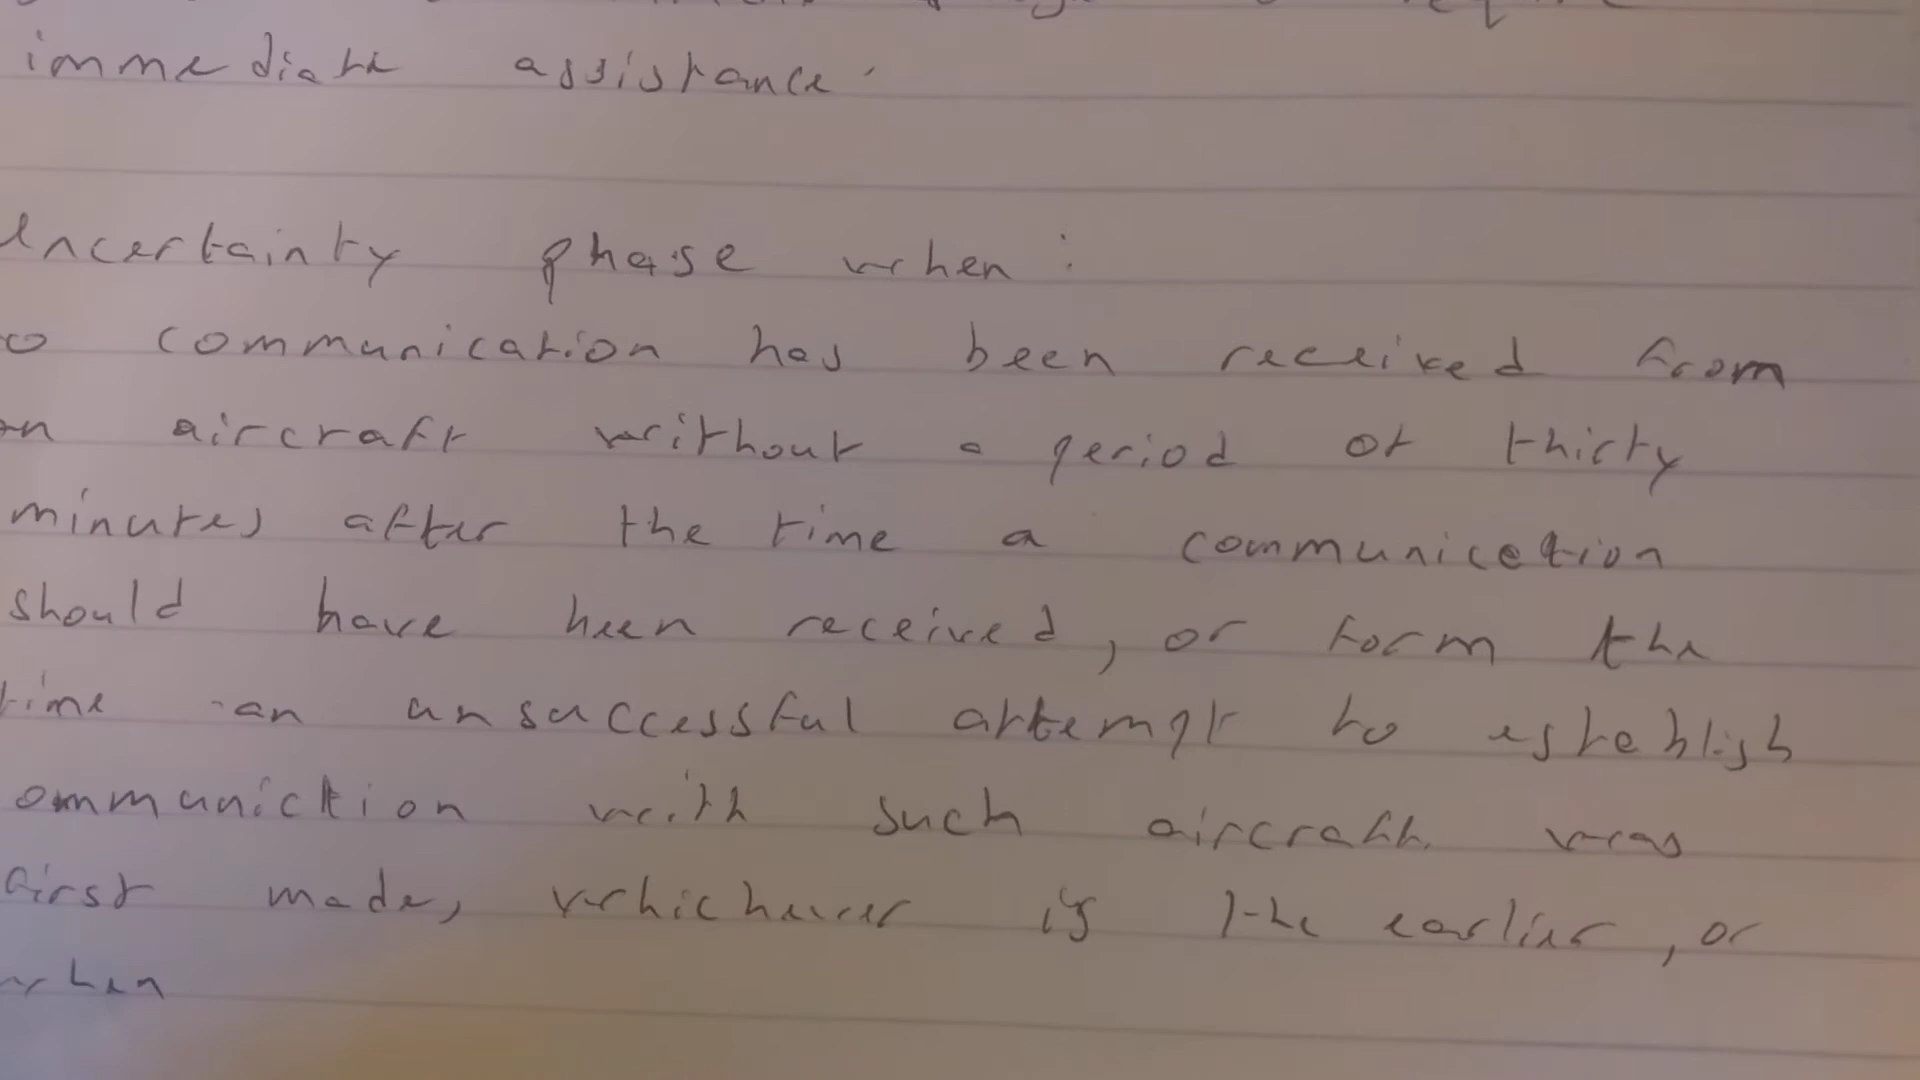 immediate assistance.
uncertainty phase when:
communication has been received from
an aircraft without a period of thirty
minutes after the time a communication
should have been received, or form the
time an unsuccessful attempt to establish
ommuniction with such aircraft was
first made, whichever is the earlier, or
when